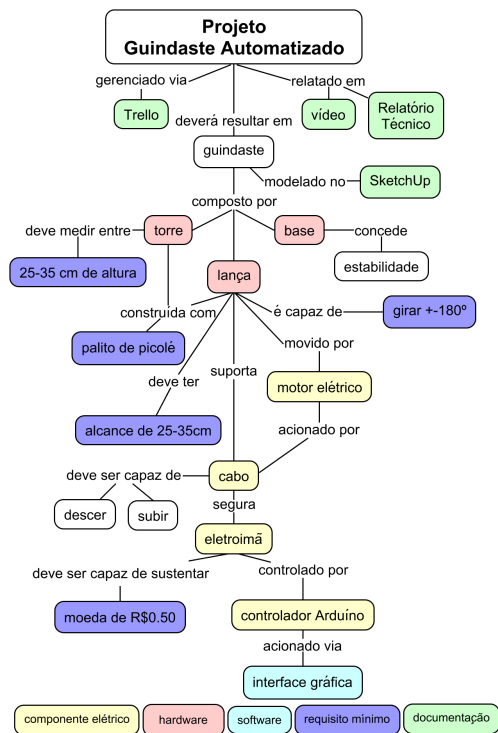 Projeto
Guindaste Automatizado
gerenciado via
relatado em
Trello
vídeo
Relatório
Técnico
deverá resultar em
guindaste
modelado no
SketchUp
composto por
deve medir entre
torre
base
concede
25-35 cm de altura
lança
estabilidade
construída com
é capaz de
girar +-180º
palito de picolé
movido por
suporta
deve ter
motor elétrico
alcance de 25-35cm
acionado por
deve ser capaz de
cabo
descer
subir
segura
eletroimã
deve ser capaz de sustentar
controlado por
moeda de R$0.50
controlador Arduíno
acionado via
interface gráfica
componente elétrico
hardware
software
requisito mínimo
documentação